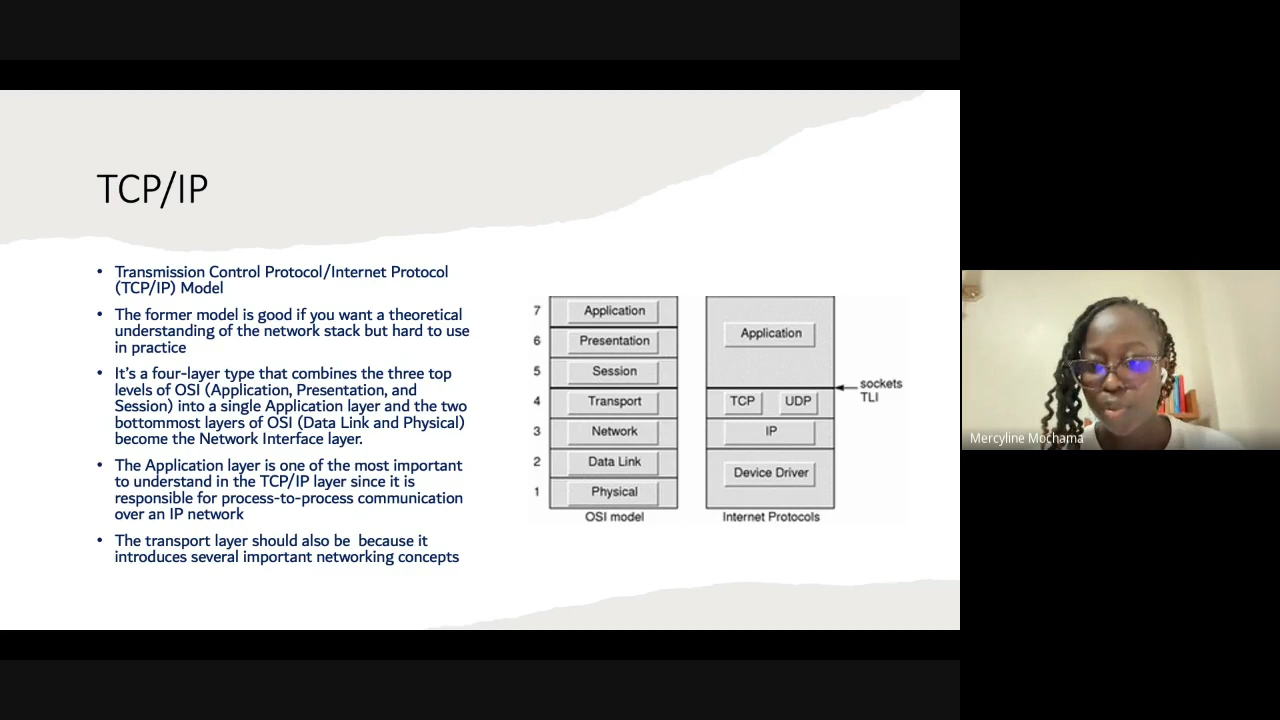 TCP/IP
• Transmission Control Protocol/Internet Protocol
(TCP/IP) Model
• The former model is good if you want a theoretical
understanding of the network stack but hard to use
in practice
• It's a four-layer type that combines the three top
levels of OSI (Application, Presentation, and
Session) into a single Application layer and the two
bottommost layers of OSI (Data Link and Physical)
become the Network Interface layer.
• The Application layer is one of the most important
to understand in the TCP/IP layer since it is
responsible for process-to-process communication
over an IP network
• The transport layer should also be  because it
introduces several important networking concepts
7 Application
6 Presentation
5 Session
4 Transport
3 Network
2 Data Link
1 Physical
OSI model
Application
sockets
TLI
TCP UDP
IP
Device Driver
Internet Protocols
Mercyline Mochama